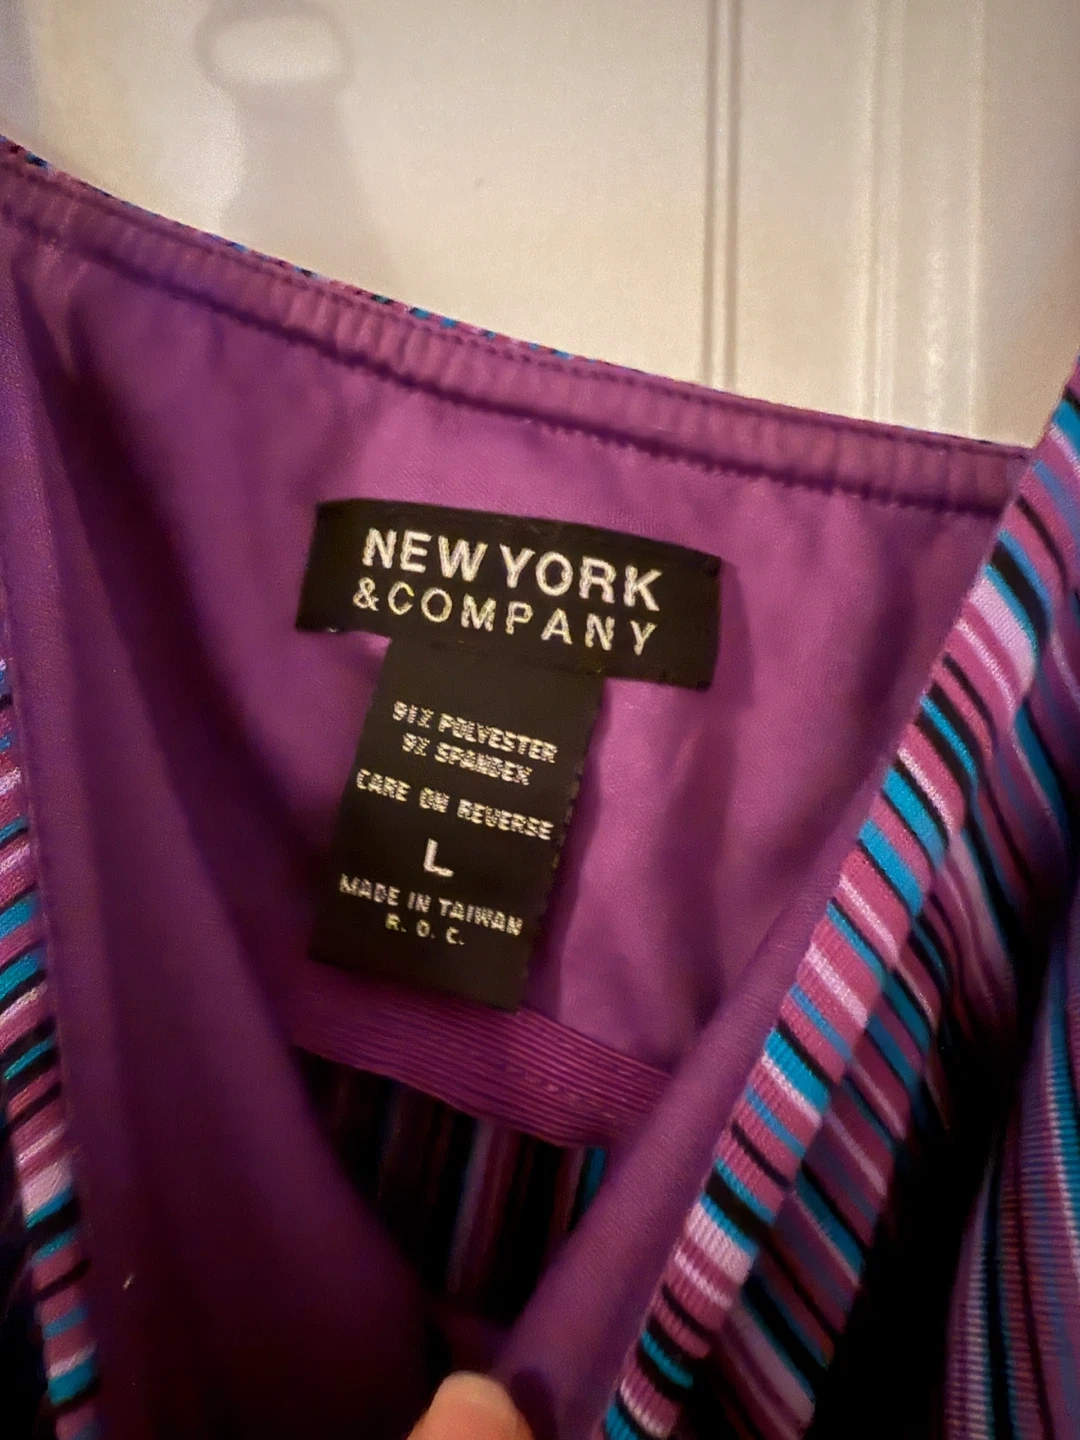 NEW YORK
&COMPANY
91% POLYESTER
9% SPANDEX
CARE ON REVERSE
L
MADE IN TAIWAN
R. O. C.